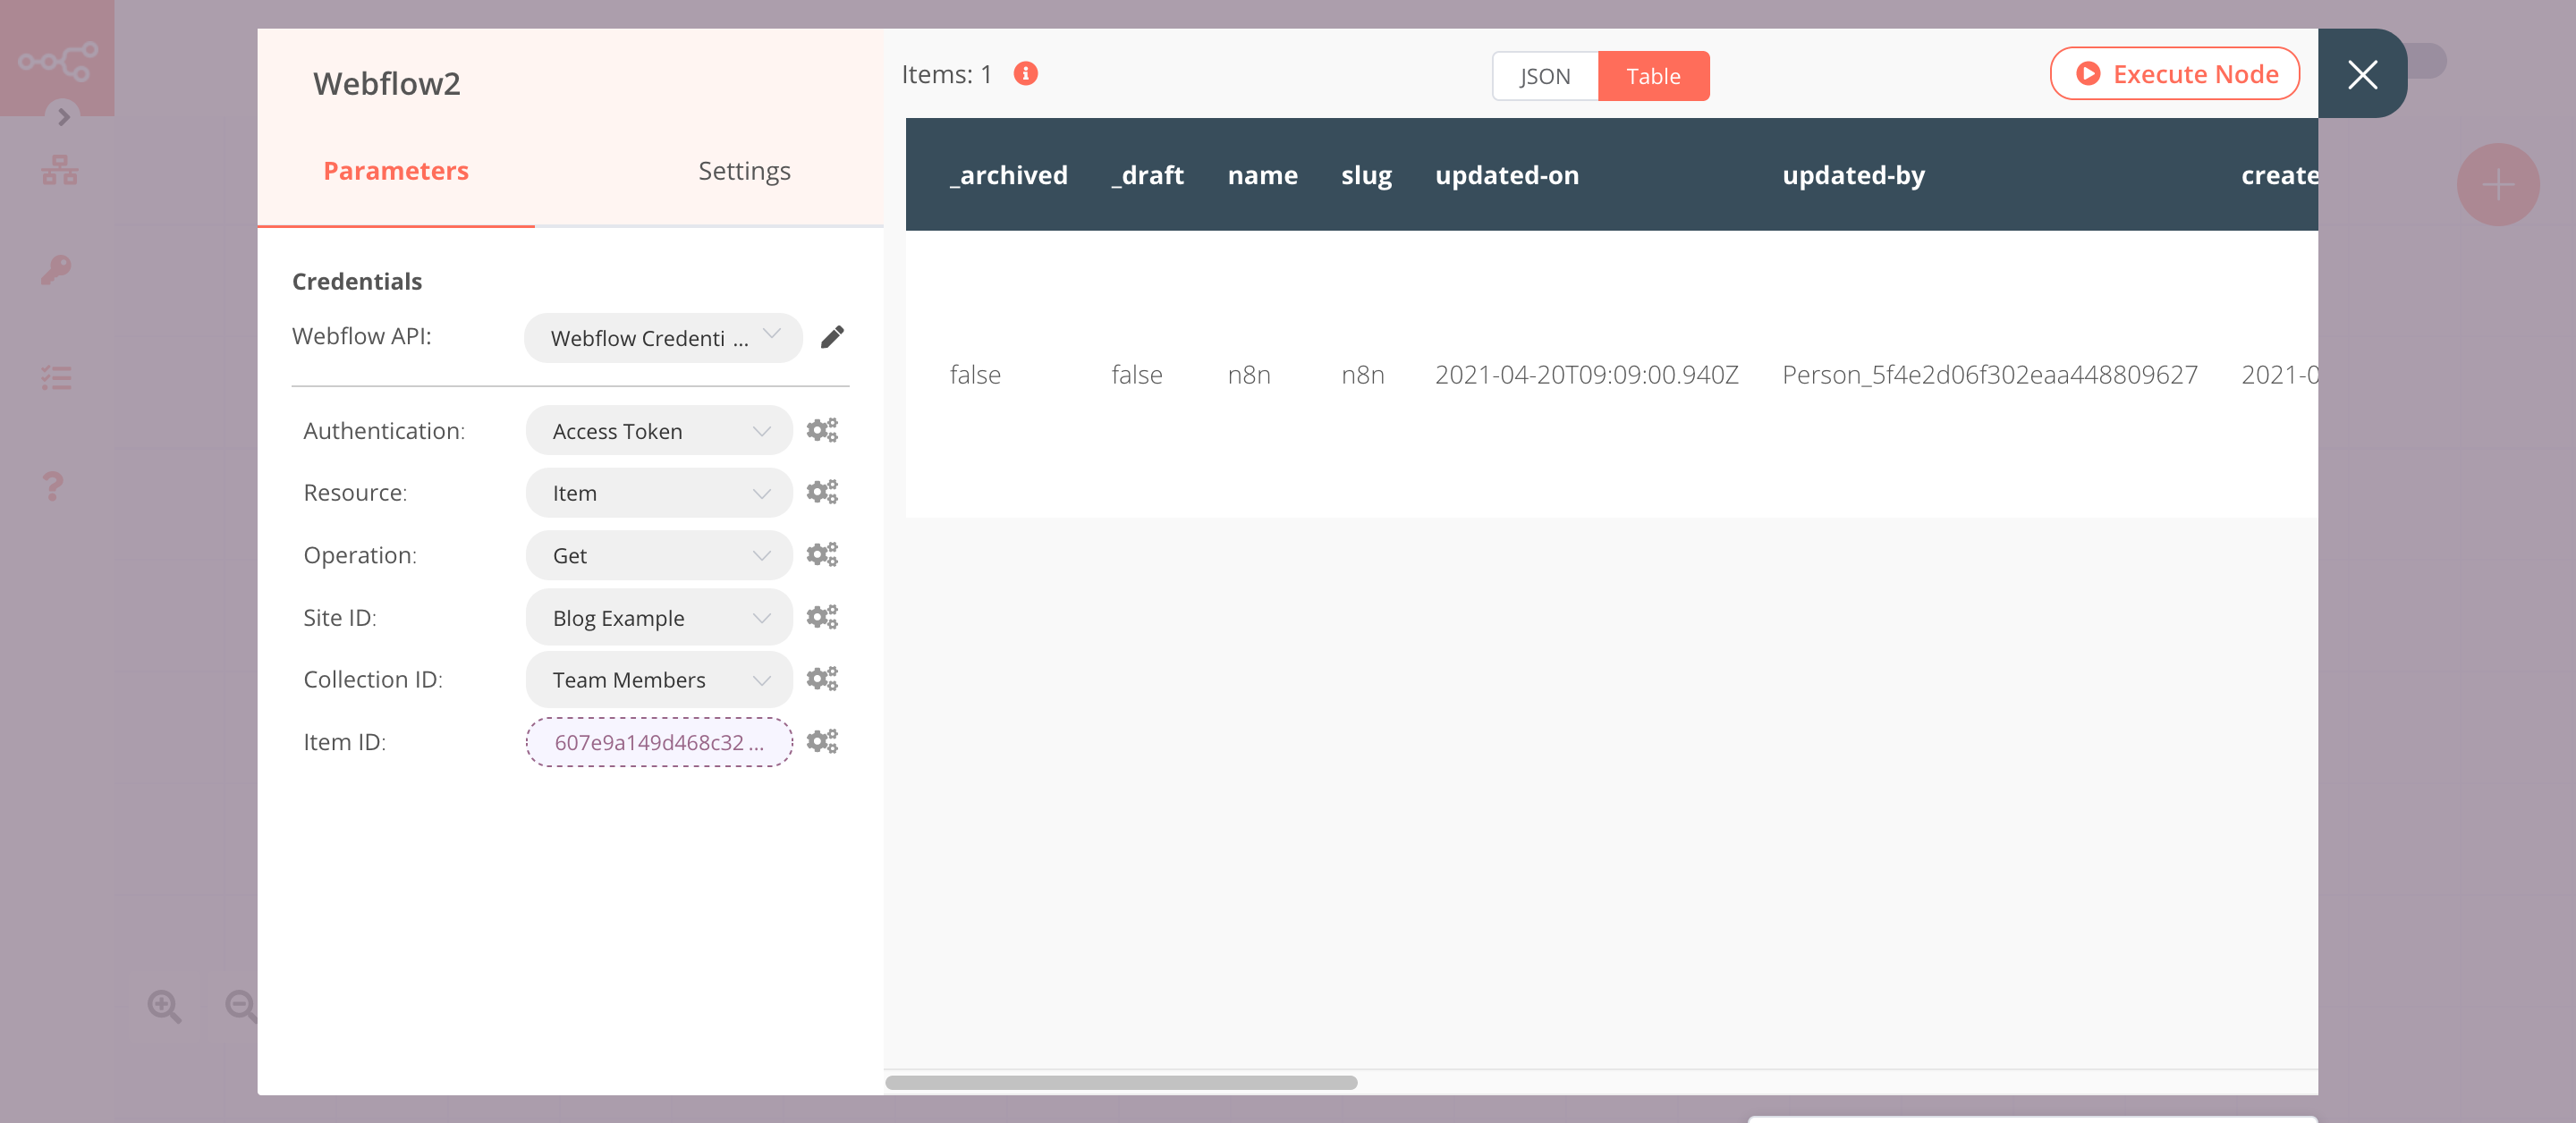 Webflow2
Parameters
Settings
Credentials
Webflow API:
Webflow Credenti ...
Authentication:
Access Token
Resource:
Item
Operation:
Get
Site ID:
Blog Example
Collection ID:
Team Members
Item ID:
607e9a149d468c32 ...
Items: 1
JSON
Table
Execute Node
_archived _draft name slug updated-on updated-by create
false false n8n n8n 2021-04-20T09:09:00.940Z Person_5f4e2d06f302eaa448809627 2021-0